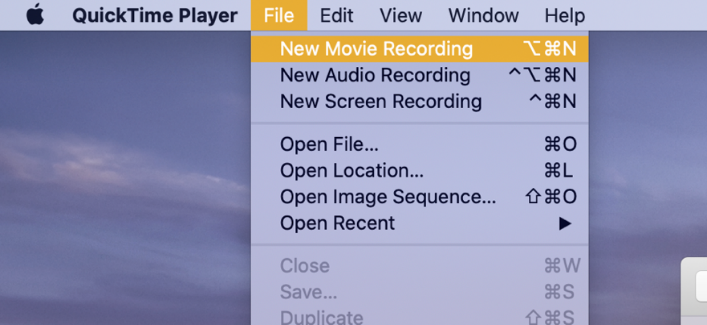 QuickTime Player File Edit View Window Help
New Movie Recording ⌥⌘N
New Audio Recording ^⌥⌘N
New Screen Recording ^⌘N
Open File... ⌘O
Open Location... ⌘L
Open Image Sequence... ⇧⌘O
Open Recent ▶
Close ⌘W
Save... ⌘S
Duplicate ⇧⌘S